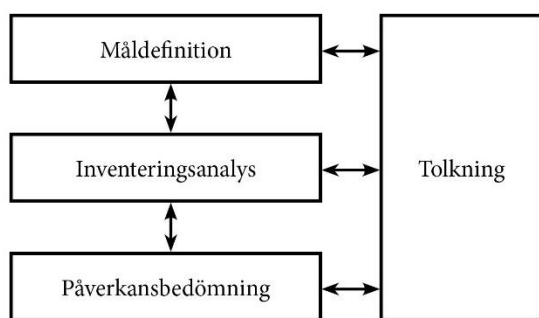 Måldefinition
Inventeringsanalys
Tolkning
Påverkansbedömning